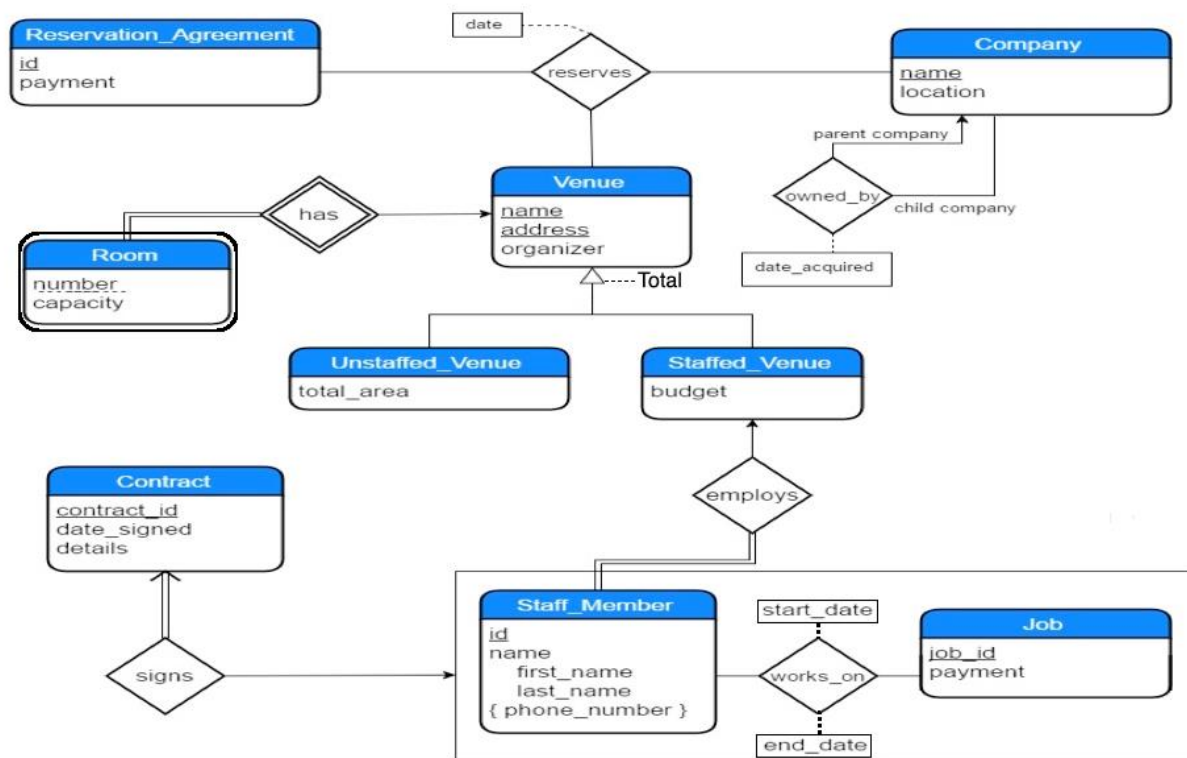 date
Reservation_Agreement
id
payment
reserves
Company
name
location
parent company
owned_by
child company
date_acquired
Venue
name
address
organizer
has
Room
number
capacity
Total
Unstaffed_Venue
total_area
Staffed_Venue
budget
employs
Contract
contract_id
date_signed
details
signs
Staff_Member
id
name
first_name
last_name
{ phone_number }
start_date
works_on
end_date
Job
job_id
payment